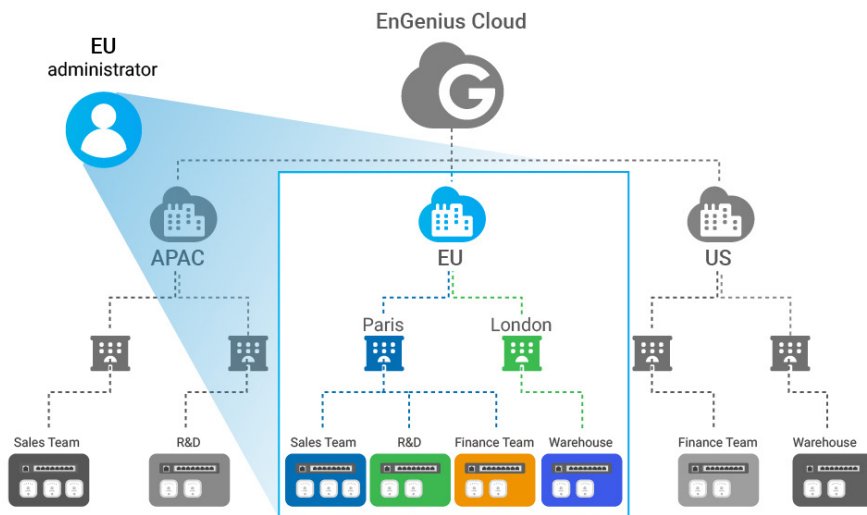 EnGenius Cloud
EU
administrator
G
APAC
EU
US
Paris
London
Sales Team
R&D
Sales Team
R&D
Finance Team
Warehouse
Finance Team
Warehouse